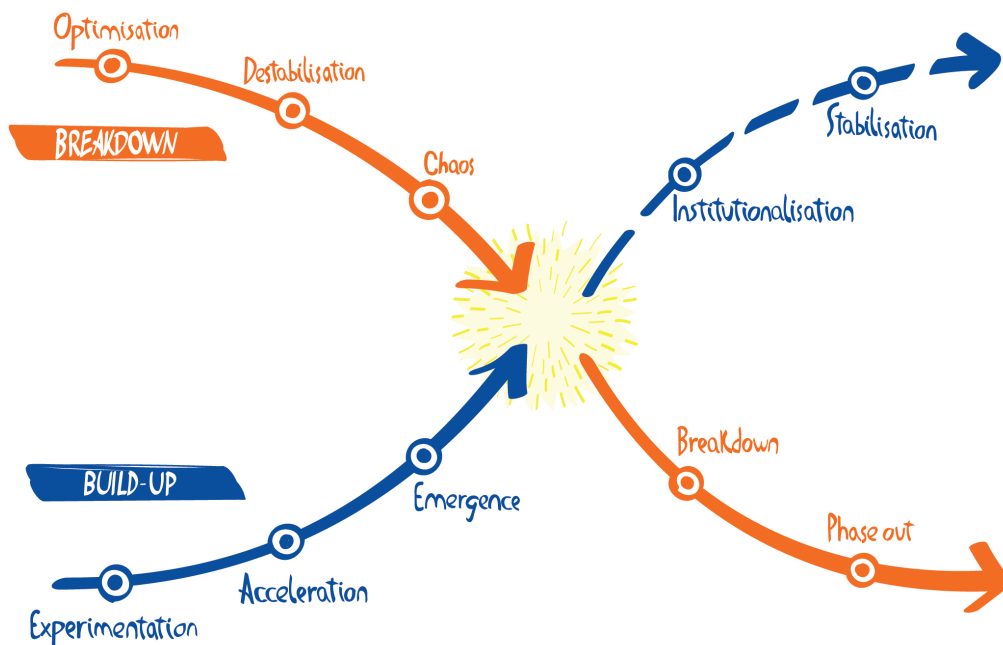 Optimisation
Destabilisation
BREAKDOWN
Chaos
Stabilisation
Institutionalisation
Breakdown
BUILD-UP
Emergence
Phase out
Acceleration
Experimentation